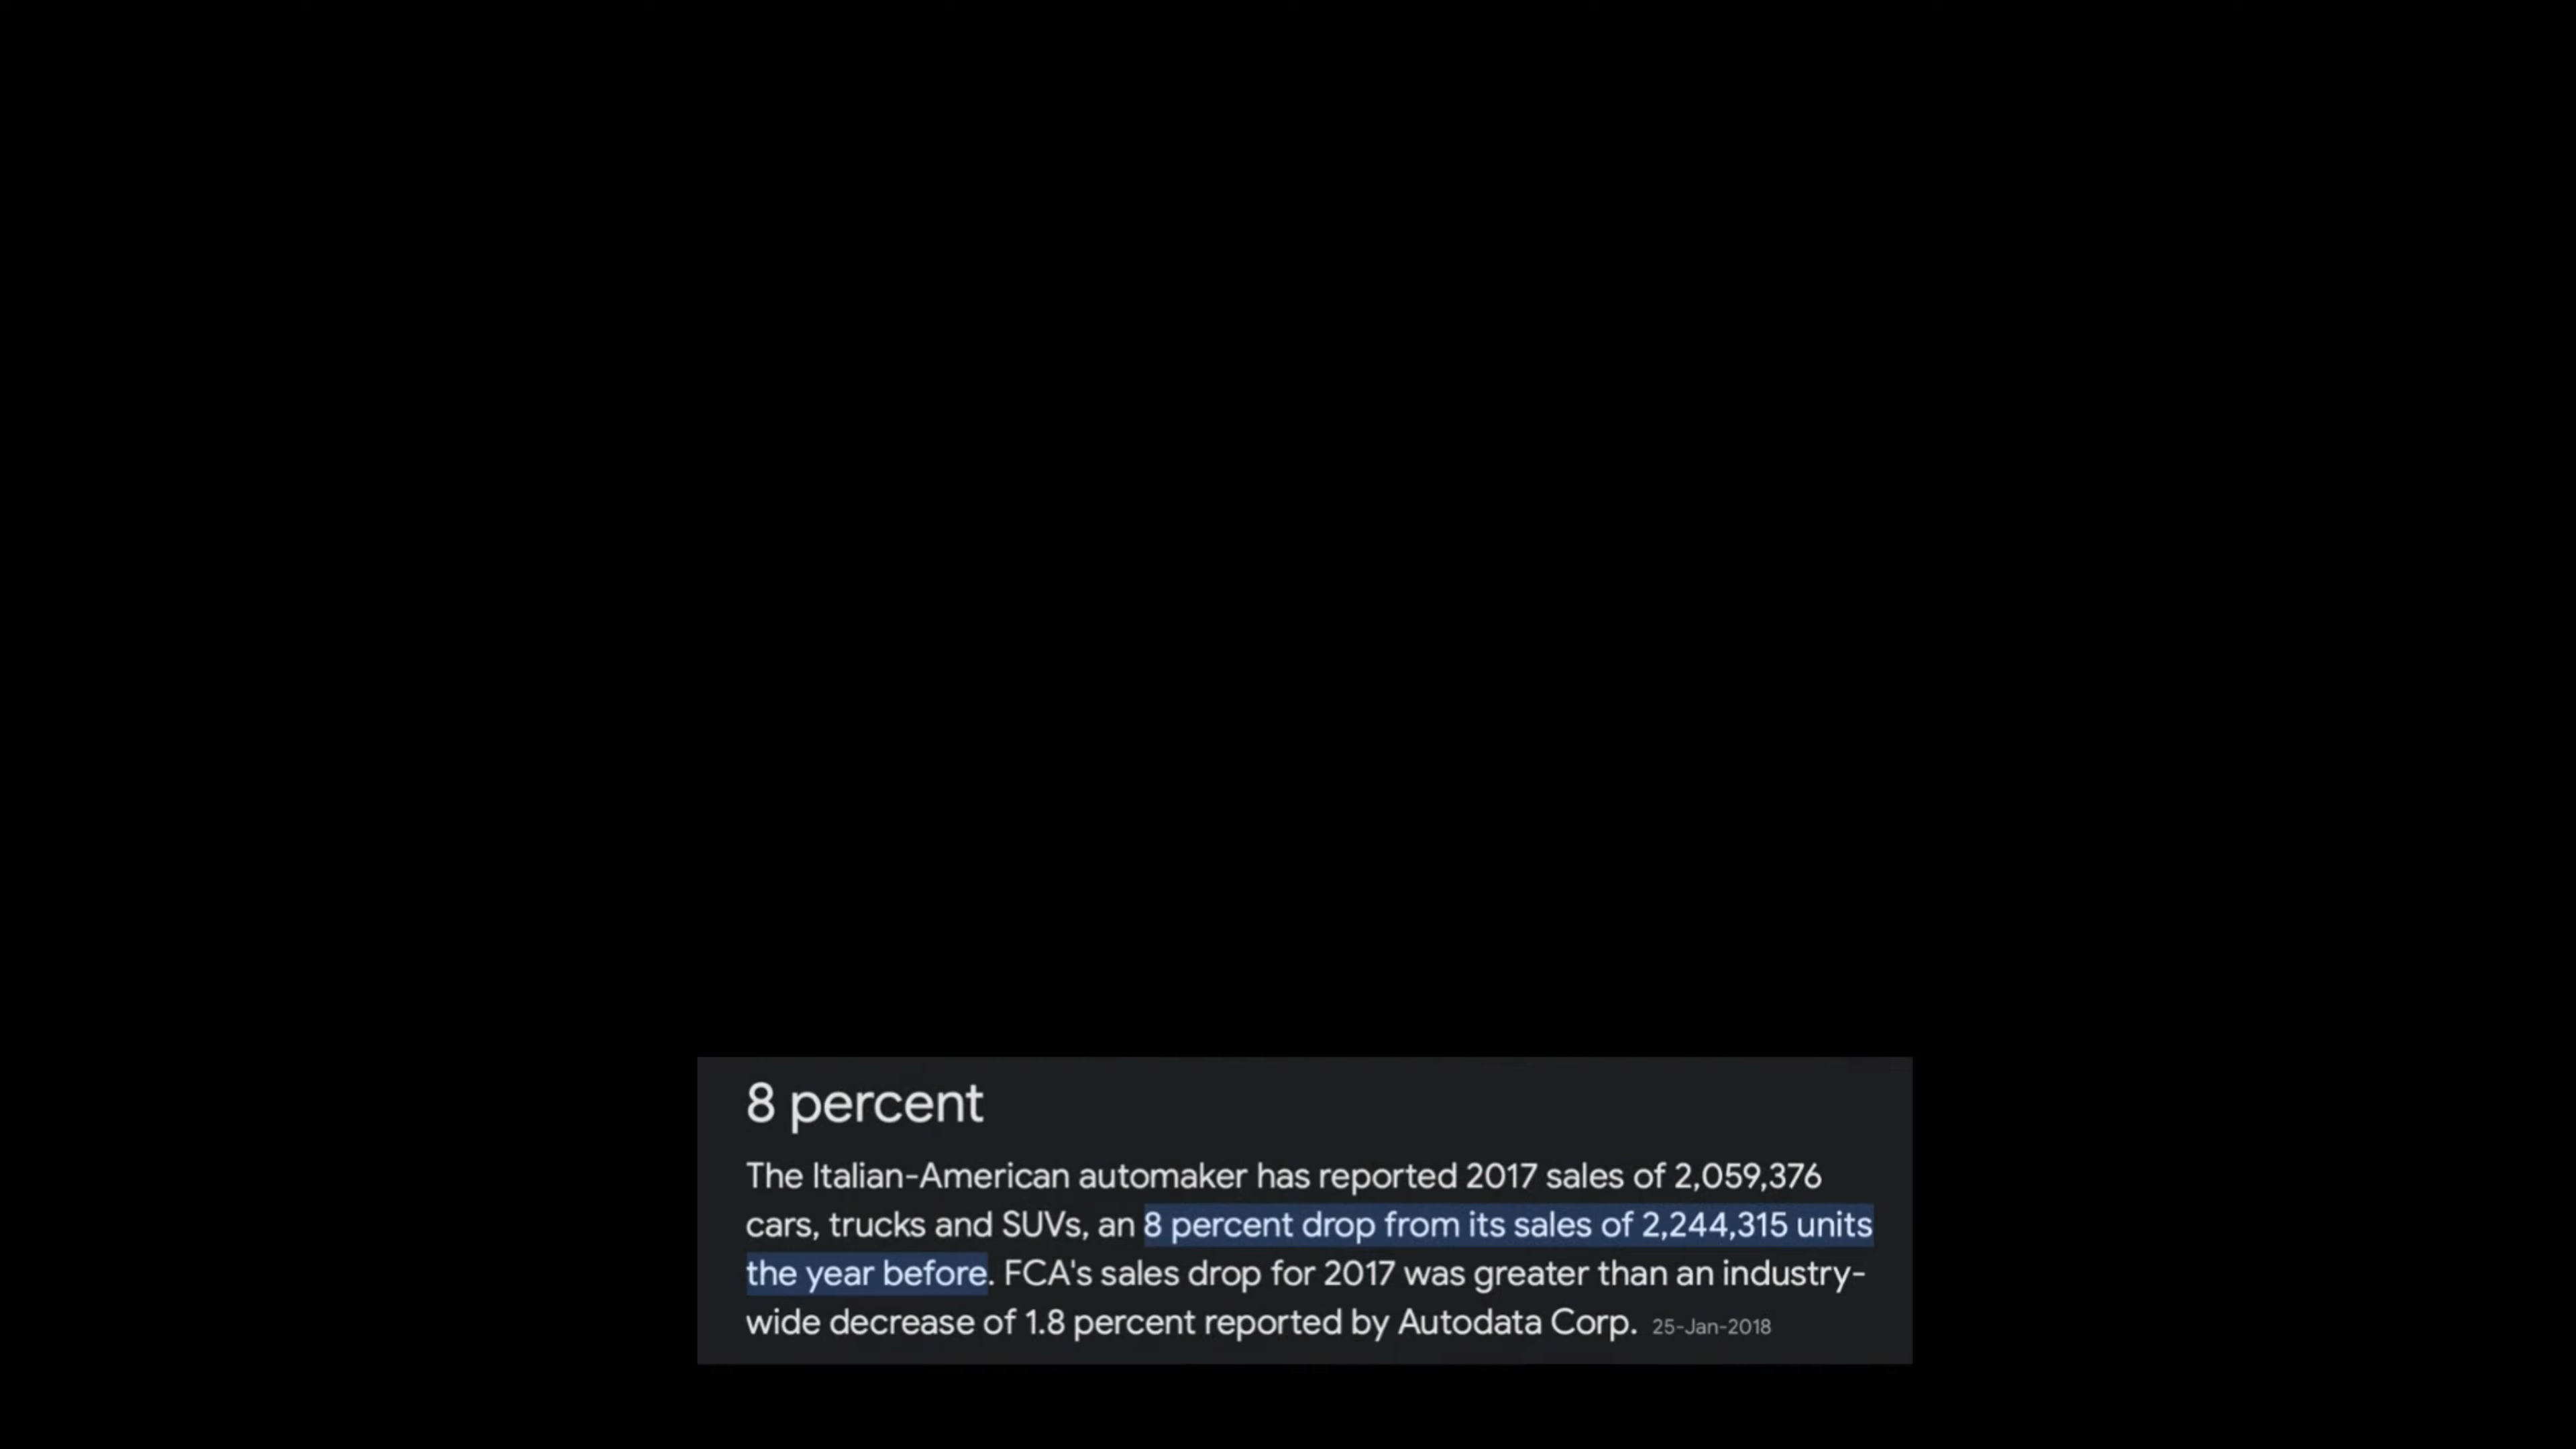 8 percent
The Italian-American automaker has reported 2017 sales of 2,059,376
cars, trucks and SUVs, an 8 percent drop from its sales of 2,244,315 units
the year before. FCA's sales drop for 2017 was greater than an industry-
wide decrease of 1.8 percent reported by Autodata Corp. 25-Jan-2018